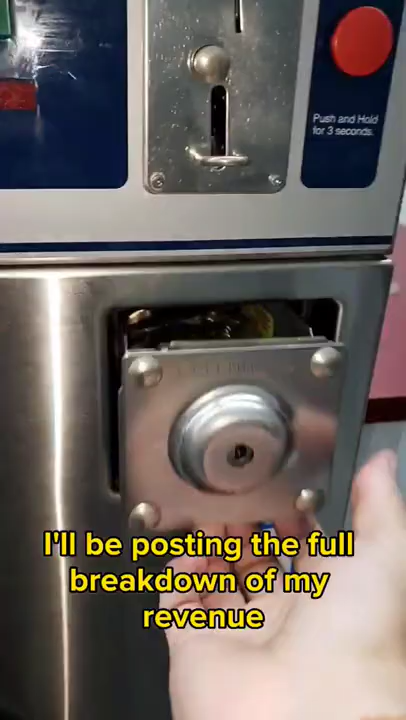 Push and Hold
for 3 seconds.
I'll be posting the full
breakdown of my
revenue